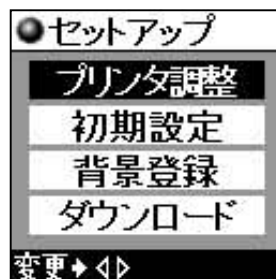 ●セットアップ
プリンタ調整
初期設定
背景登録
ダウンロード
変更◆◁▷